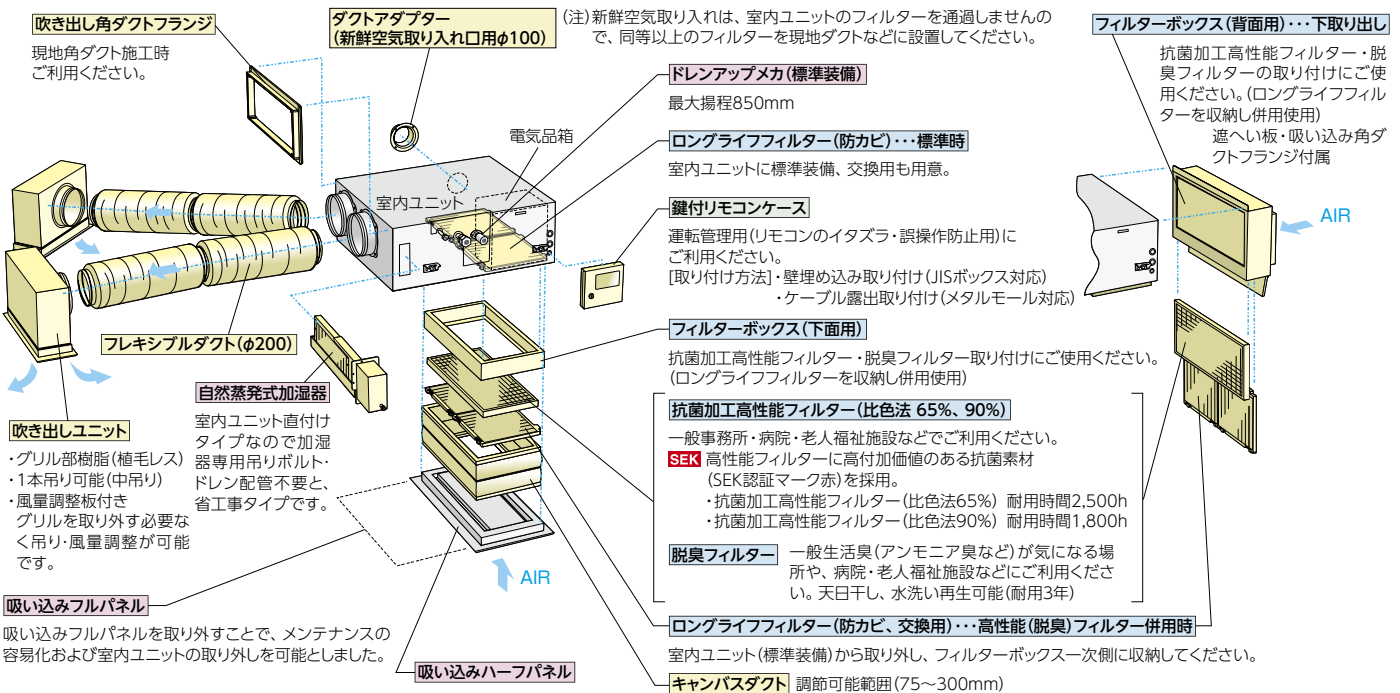 吹き出し角ダクトフランジ
現地角ダクト施工時
ご利用ください。
ダクトアダプター
(新鮮空気取り入れ口用φ100)
(注)新鮮空気取り入れは、室内ユニットのフィルターを通過しませんの
で、同等以上のフィルターを現地ダクトなどに設置してください。
ドレンアップメカ(標準装備)
最大揚程850mm
電気品箱
室内ユニット
ロングライフフィルター(防カビ)・・・標準時
室内ユニットに標準装備、交換用も用意。
鍵付リモコンケース
運転管理用(リモコンのイタズラ・誤操作防止用)に
ご利用ください。
[取り付け方法]・壁埋め込み取り付け(JISボックス対応)
・ケーブル露出取り付け(メタルモール対応)
フィルターボックス(背面用)・・・下取り出し
抗菌加工高性能フィルター・脱
臭フィルターの取り付けにご使
用ください。(ロングライフフィル
ターを収納し併用使用)
遮へい板・吸い込み角ダ
クトフランジ付属
AIR
フレキシブルダクト(φ200)
自然蒸発式加湿器
室内ユニット直付け
タイプなので加湿
器専用吊りボルト・
ドレン配管不要と、
省工事タイプです。
吹き出しユニット
・グリル部樹脂(植毛レス)
・1本吊り可能(中吊り)
・風量調整板付き
グリルを取り外す必要な
く吊り・風量調整が可能
です。
フィルターボックス(下面用)
抗菌加工高性能フィルター・脱臭フィルター取り付けにご使用ください。
(ロングライフフィルターを収納し併用使用)
抗菌加工高性能フィルター(比色法 65%、90%)
一般事務所・病院・老人福祉施設などでご利用ください。
SEK 高性能フィルターに高付加価値のある抗菌素材
(SEK認証マーク赤)を採用。
・抗菌加工高性能フィルター(比色法65%) 耐用時間2,500h
・抗菌加工高性能フィルター(比色法90%) 耐用時間1,800h
脱臭フィルター 一般生活臭(アンモニア臭など)が気になる場
所や、病院・老人福祉施設などにご利用くださ
い。天日干し、水洗い再生可能(耐用3年)
AIR
吸い込みフルパネル
吸い込みフルパネルを取り外すことで、メンテナンスの
容易化および室内ユニットの取り外しを可能としました。
吸い込みハーフパネル
ロングライフフィルター(防カビ、交換用)・・・高性能(脱臭)フィルター併用時
室内ユニット(標準装備)から取り外し、フィルターボックス一次側に収納してください。
キャンバスダクト 調節可能範囲(75〜300mm)